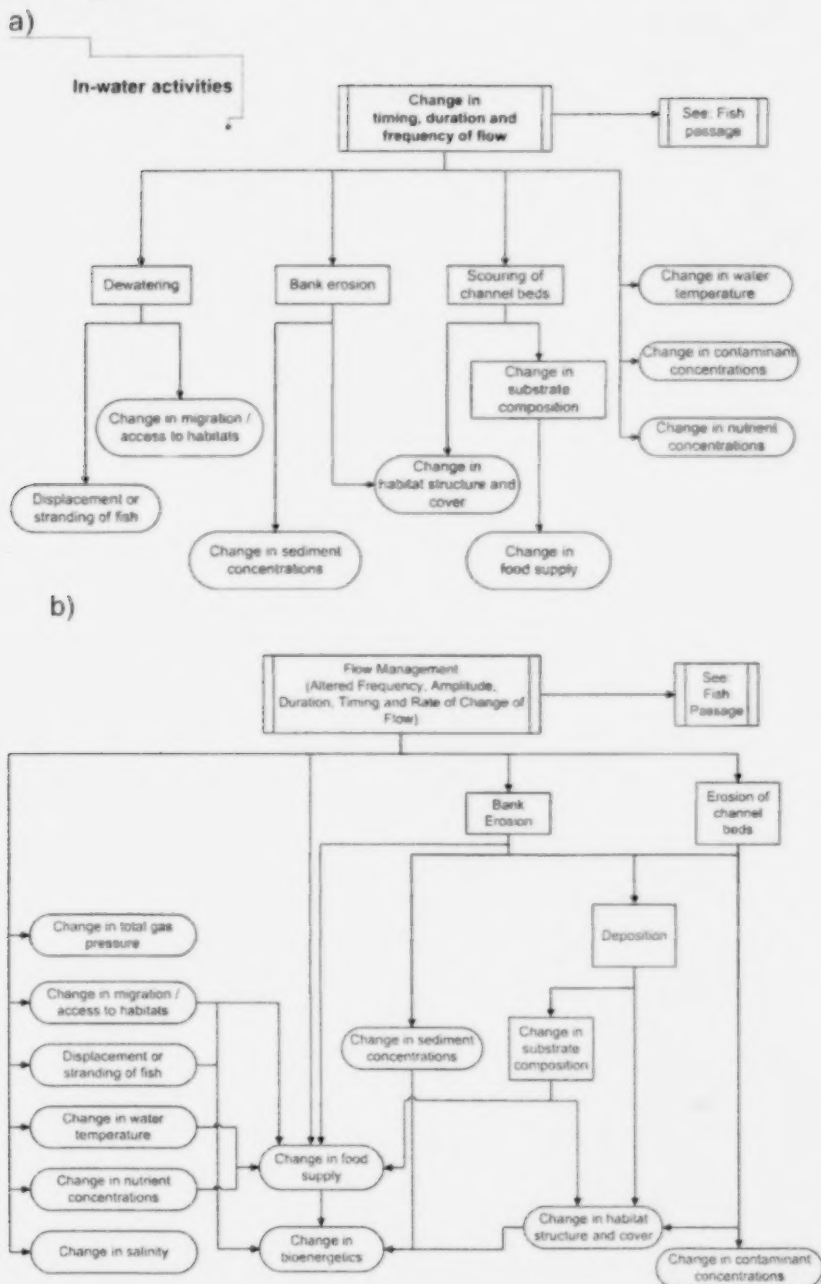 a)
In-water activities
Change in
timing, duration and
frequency of flow
See: Fish
passage
Dewatering
Bank erosion
Scouring of
channel beds
Change in water
temperature
Change in contaminant
concentrations
Change in nutrient
concentrations
Change in
substrate
composition
Change in migration /
access to habitats
Change in
habitat structure and
cover
Displacement or
stranding of fish
Change in sediment
concentrations
Change in
food supply
b)
Flow Management
(Altered Frequency, Amplitude,
Duration, Timing and Rate of Change of
Flow)
See:
Fish
Passage
Bank
Erosion
Erosion of
channel
beds
Deposition
Change in total gas
pressure
Change in migration /
access to habitats
Displacement or
stranding of fish
Change in water
temperature
Change in nutrient
concentrations
Change in salinity
Change in sediment
concentrations
Change in
substrate
composition
Change in food
supply
Change in
bioenergetics
Change in habitat
structure and cover
Change in contaminant
concentrations